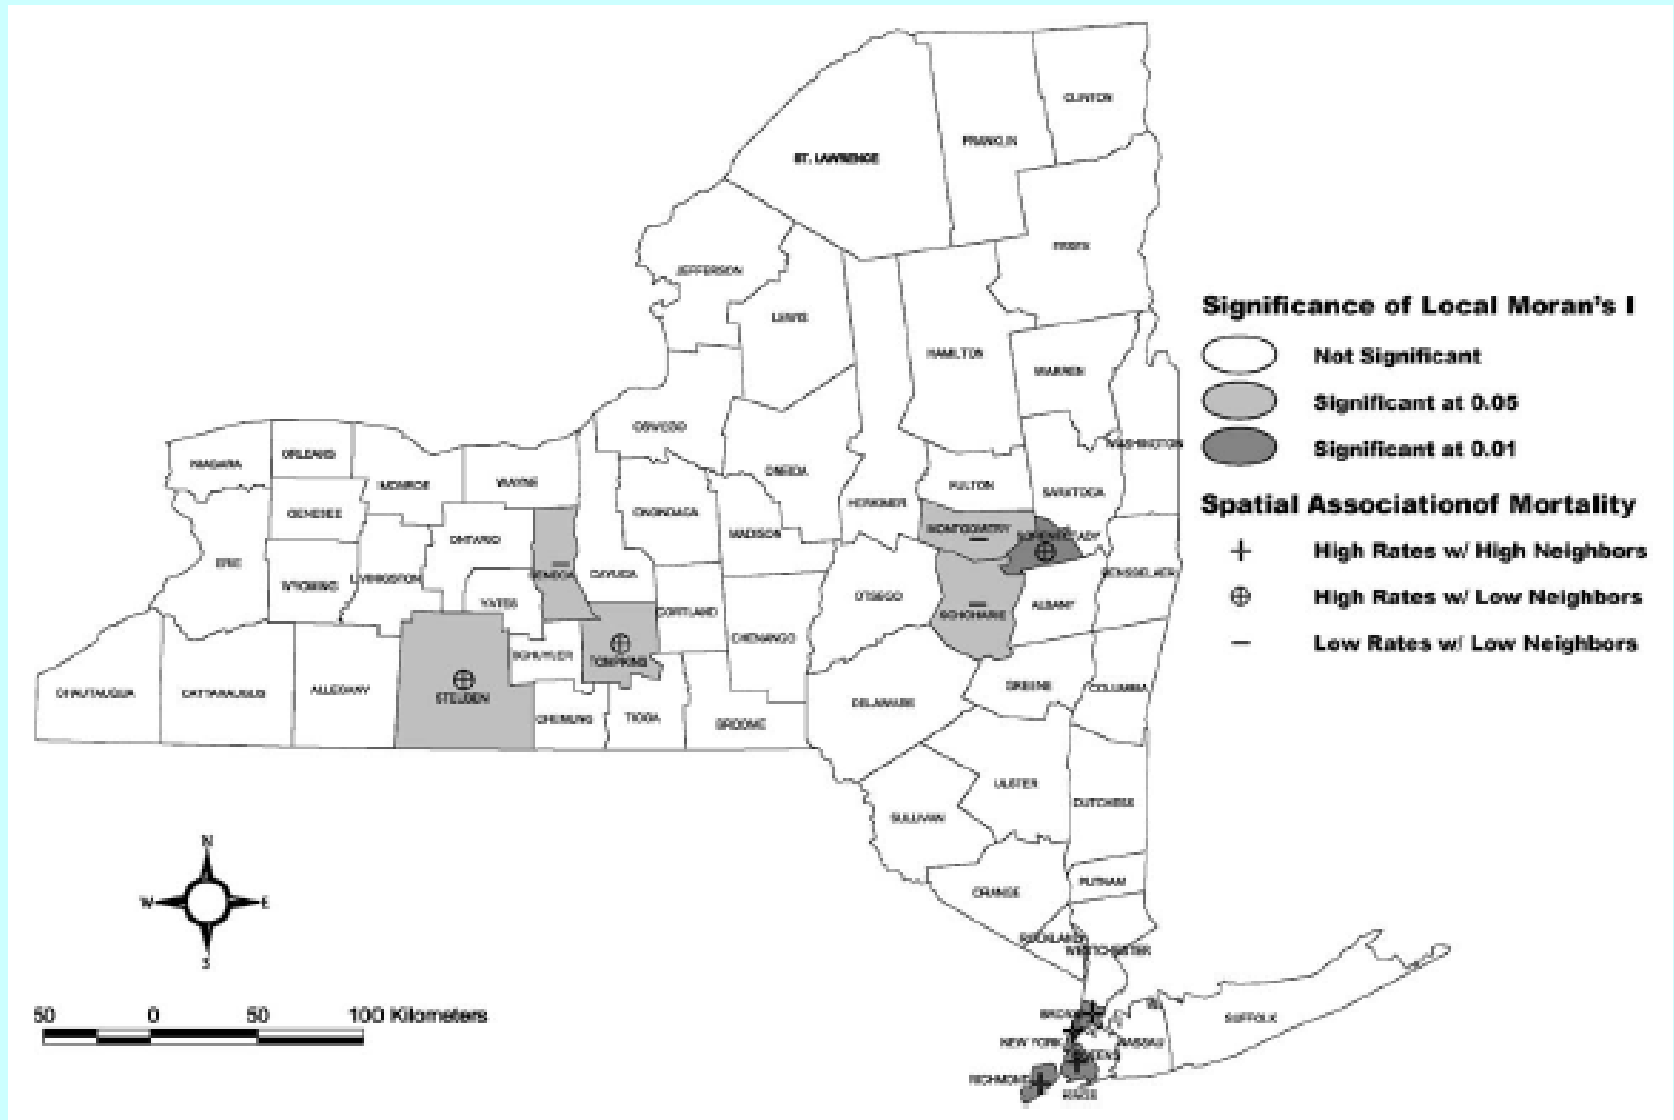 CLINTON
FRANKLIN
ST. LAWRENCE
ESSEX
JEFFERSON
LEWIS
HAMILTON
WARREN
Significance of Local Moran's I
Not Significant
Significant at 0.05
Significant at 0.01
Spatial Associationof Mortality
+ High Rates w/ High Neighbors
⊕ High Rates w/ Low Neighbors
− Low Rates w/ Low Neighbors
OSWEGO
WASHINGTON
NIAGARA
ORLEANS
MONROE
WAYNE
ONEIDA
HERKIMER
FULTON
SARATOGA
GENESEE
ONONDAGA
MADISON
MONTGOMERY
SCHENECTADY
ONTARIO
ERIE
WYOMING
LIVINGSTON
SENECA
CAYUGA
RENSSELAER
YATES
CORTLAND
OTSEGO
SCHOHARIE
ALBANY
CHENANGO
SCHUYLER
TOMPKINS
CHAUTAUQUA
CATTARAUGUS
ALLEGANY
STEUBEN
CHEMUNG
TIOGA
BROOME
DELAWARE
GREENE
COLUMBIA
ULSTER
DUTCHESS
SULLIVAN
ORANGE
PUTNAM
ROCKLAND
WESTCHESTER
N
W
E
S
50 0 50 100 Kilometers
BRONX
NEW YORK
NASSAU
SUFFOLK
RICHMOND
KINGS